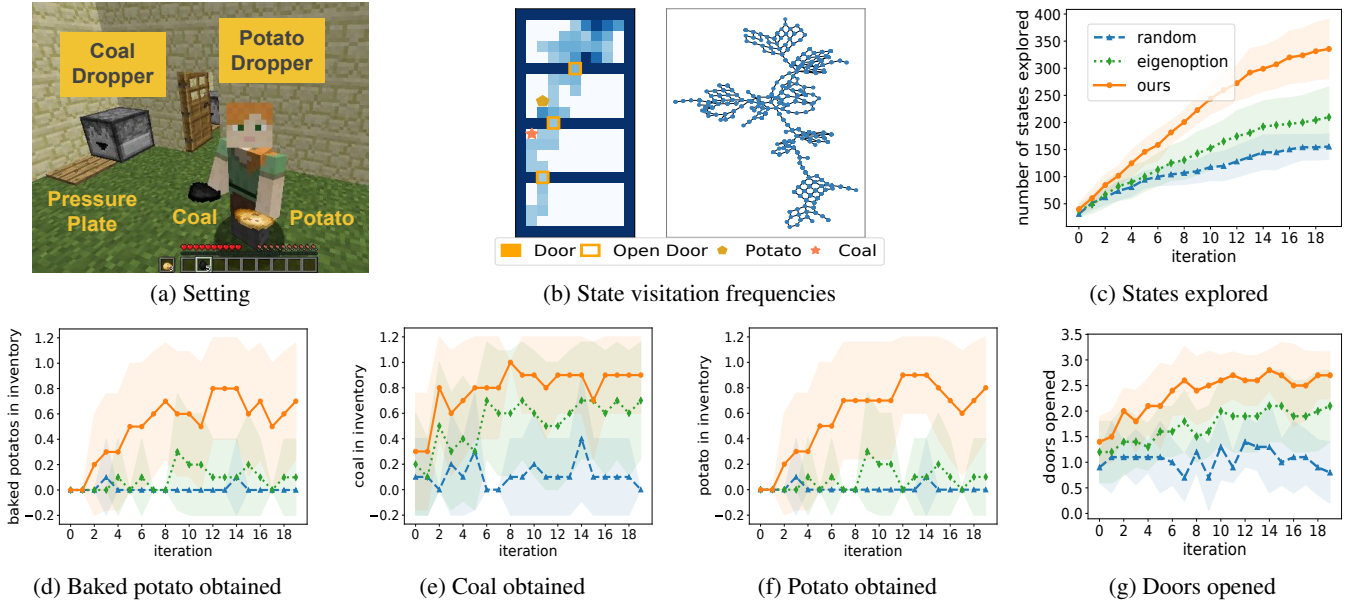 Coal
Dropper
Potato
Dropper
Pressure
Plate
Coal
Potato
(a) Setting
Door
Open Door
Potato
Coal
(b) State visitation frequencies
number of states explored
400
350
300
250
200
150
100
50
random
eigenoption
ours
0 2 4 6 8 10 12 14 16 18
iteration
(c) States explored
baked potatos in inventory
1.2
1.0
0.8
0.6
0.4
0.2
0.0
−0.2
0 2 4 6 8 10 12 14 16 18
iteration
(d) Baked potato obtained
coal in inventory
1.2
1.0
0.8
0.6
0.4
0.2
0.0
−0.2
0 2 4 6 8 10 12 14 16 18
iteration
(e) Coal obtained
potato in inventory
1.2
1.0
0.8
0.6
0.4
0.2
0.0
−0.2
0 2 4 6 8 10 12 14 16 18
iteration
(f) Potato obtained
doors opened
3.5
3.0
2.5
2.0
1.5
1.0
0.5
0.0
0 2 4 6 8 10 12 14 16 18
iteration
(g) Doors opened